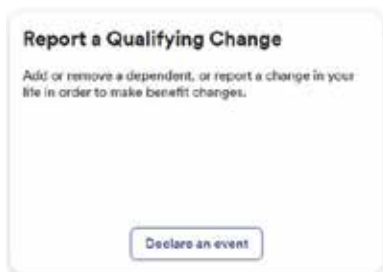 Report a Qualifying Change
Add or remove a dependent, or report a change in your
life in order to make benefit changes.
Declare an event